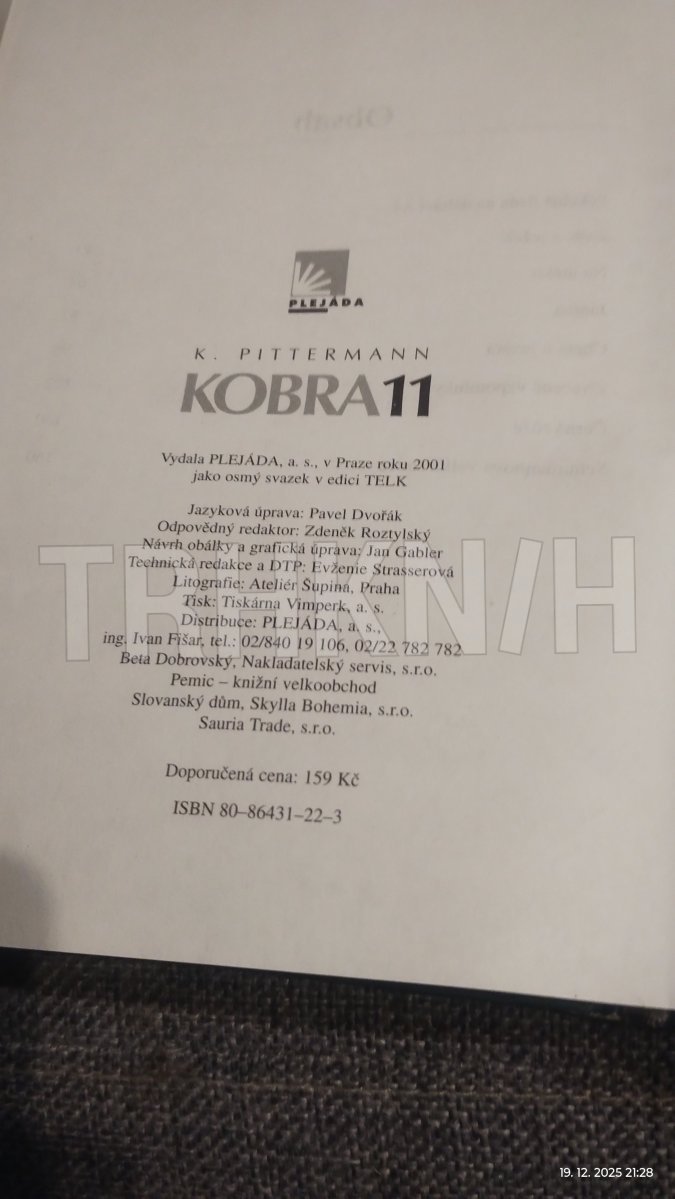 PLEJÁDA
K. PITTERMANN
KOBRA11
Vydala PLEJÁDA, a. s., v Praze roku 2001
jako osmý svazek v edici TELK
Jazyková úprava: Pavel Dvořák
Odpovědný redaktor: Zdeněk Roztylský
Návrh obálky a grafická úprava: Jan Gabler
Technická redakce a DTP: Evženie Strasserová
Litografie: Ateliér Supina, Praha
Tisk: Tiskárna Vimperk, a. s.
Distribuce: PLEJÁDA, a. s.,
ing. Ivan Fišar, tel.: 02/840 19 106, 02/22 782 782
Beta Dobrovský, Nakladatelský servis, s.r.o.
Pemic – knižní velkoobchod
Slovanský dům, Skylla Bohemia, s.r.o.
Sauria Trade, s.r.o.
Doporučená cena: 159 Kč
ISBN 80–86431–22–3
19. 12. 2025 21:28